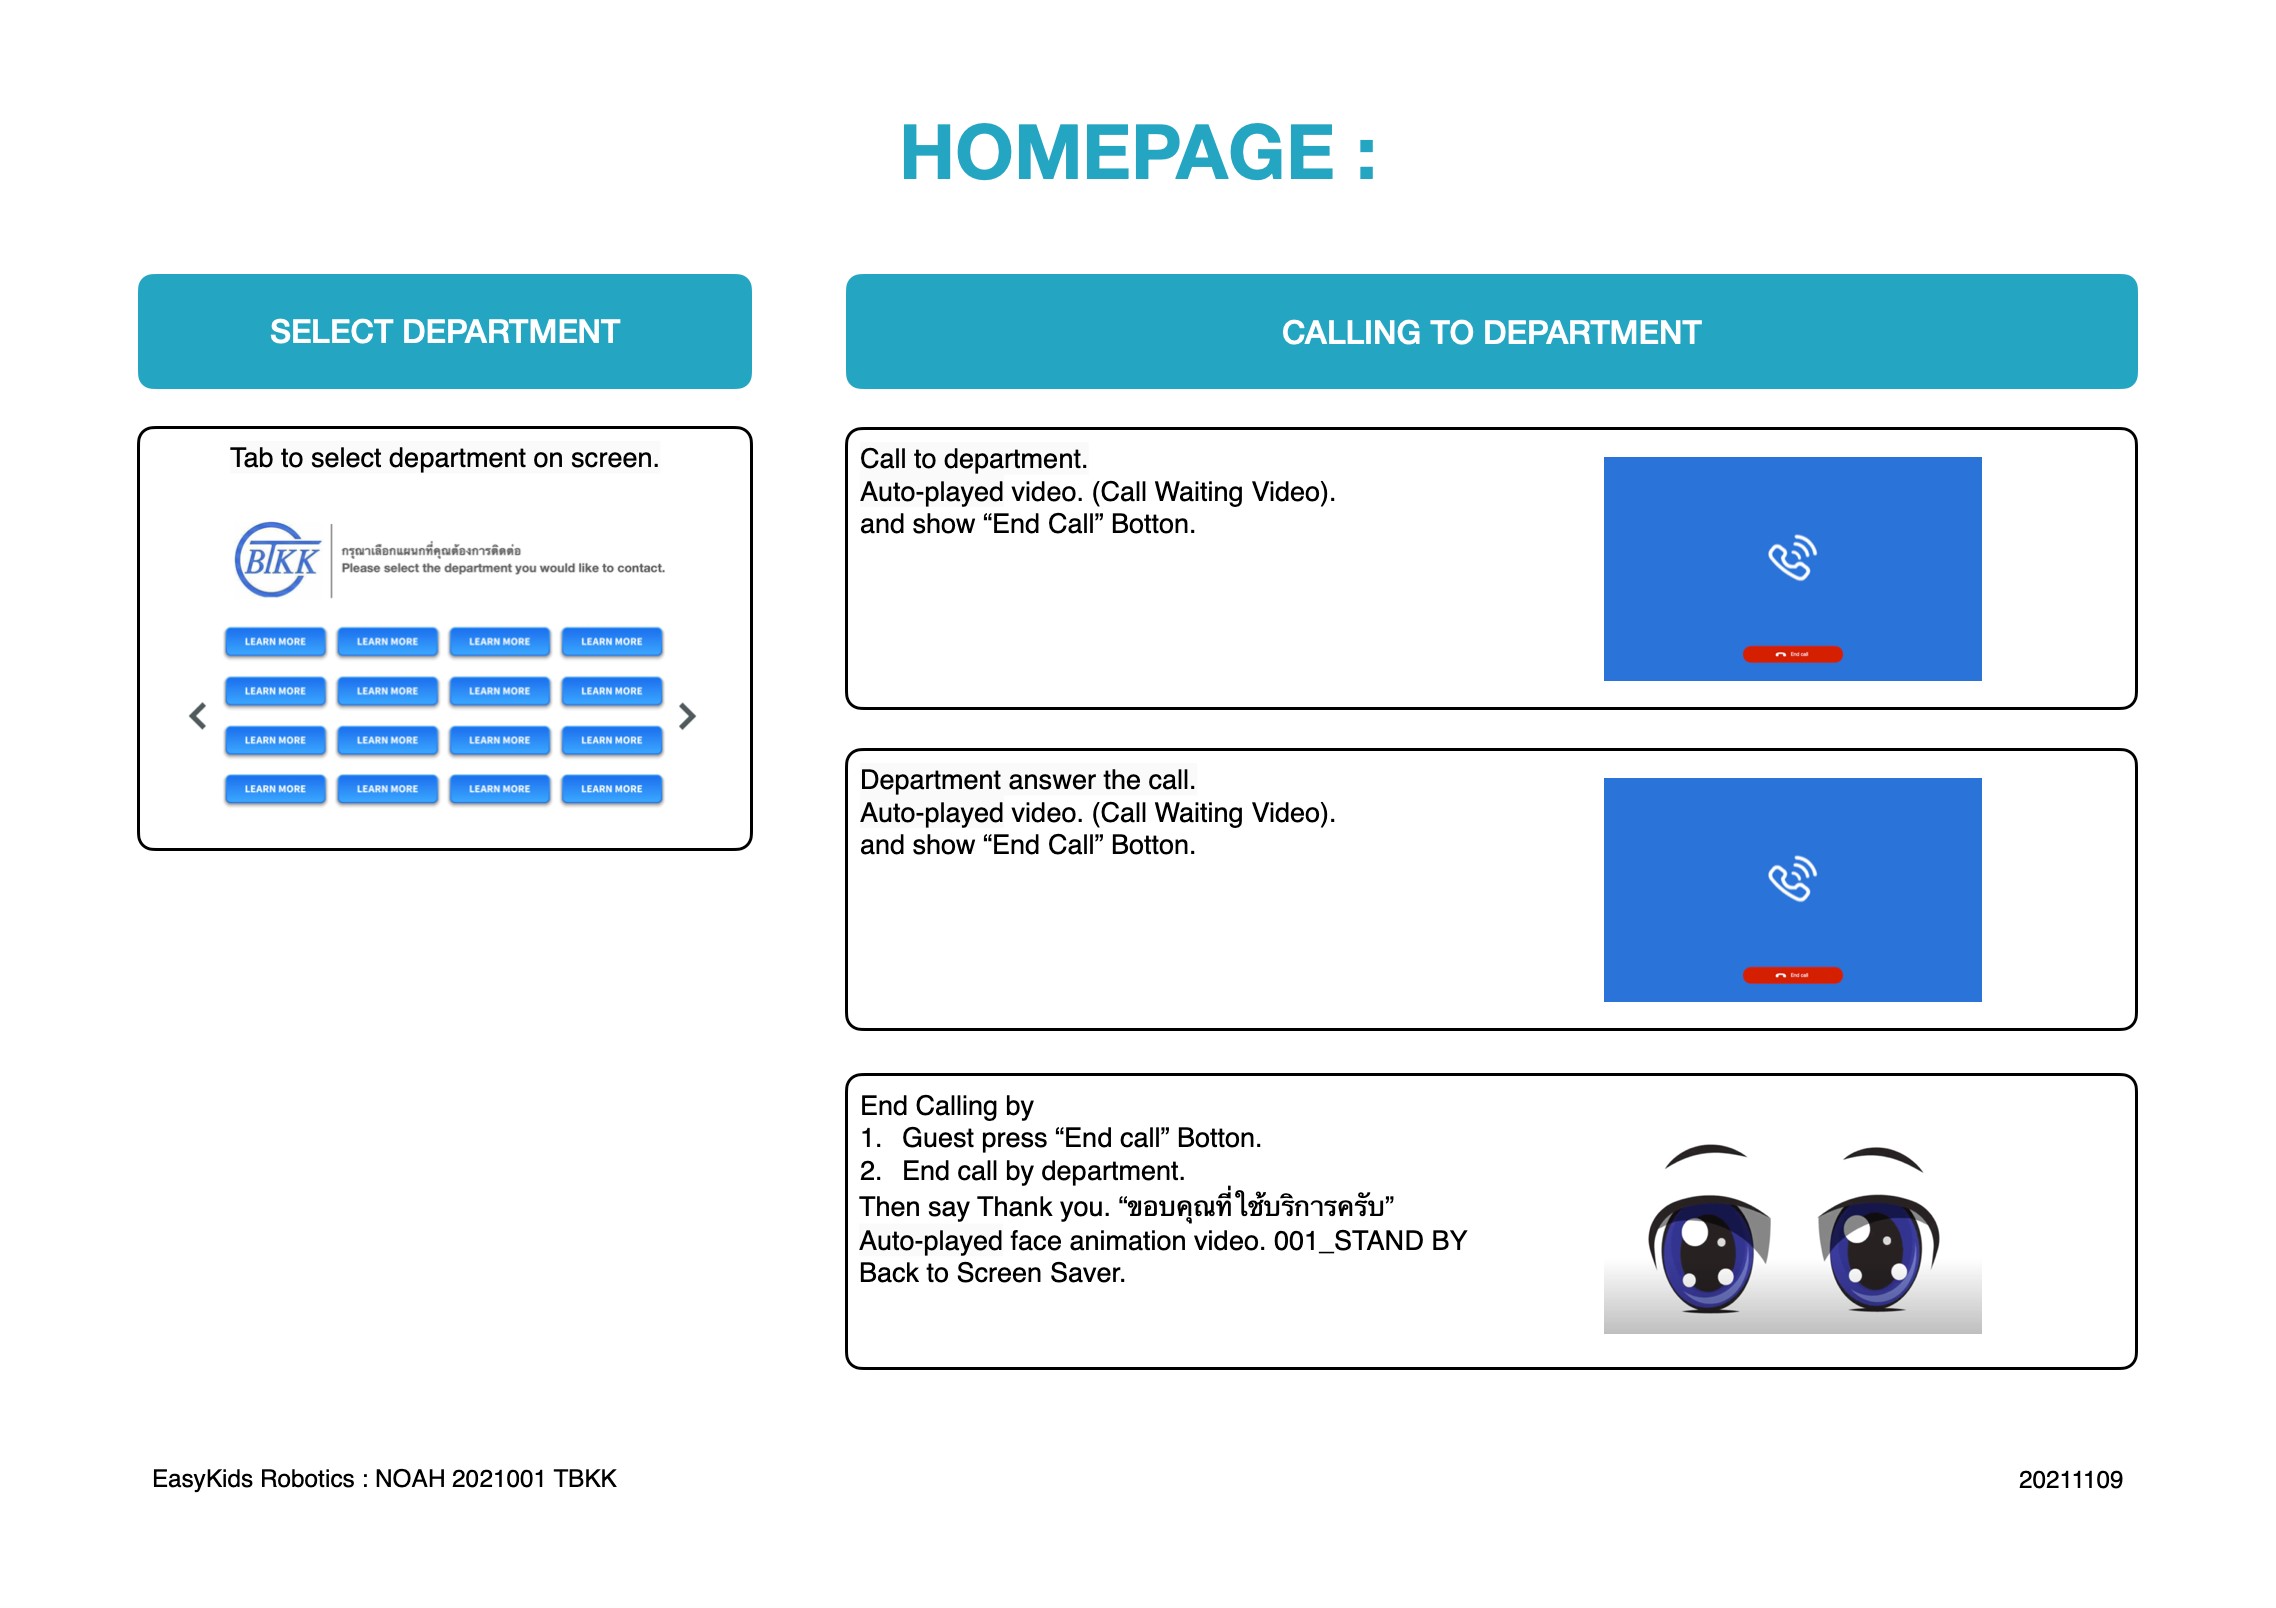 HOMEPAGE :
SELECT DEPARTMENT
Tab to select department on screen.
BTKK
กรุณาเลือกแผนกที่คุณต้องการติดต่อ
Please select the department you would like to contact.
LEARN MORE LEARN MORE LEARN MORE LEARN MORE
LEARN MORE LEARN MORE LEARN MORE LEARN MORE
LEARN MORE LEARN MORE LEARN MORE LEARN MORE
LEARN MORE LEARN MORE LEARN MORE LEARN MORE
CALLING TO DEPARTMENT
Call to department.
Auto-played video. (Call Waiting Video).
and show “End Call” Botton.
End call
Department answer the call.
Auto-played video. (Call Waiting Video).
and show “End Call” Botton.
End call
End Calling by
1. Guest press “End call” Botton.
2. End call by department.
Then say Thank you. “ขอบคุณที่ใช้บริการครับ”
Auto-played face animation video. 001_STAND BY
Back to Screen Saver.
EasyKids Robotics : NOAH 2021001 TBKK
20211109